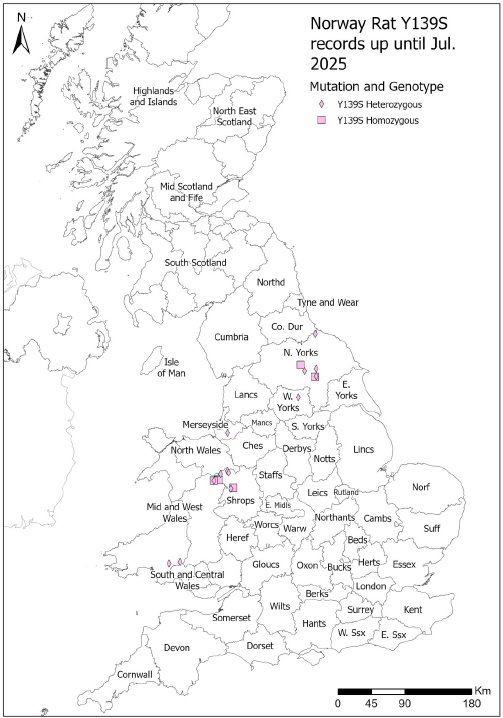 N
Norway Rat Y139S
records up until Jul.
2025
Mutation and Genotype
Y139S Heterozygous
Y139S Homozygous
Highlands
and Islands
North East
Scotland
Mid Scotland
and Fife
South Scotland
Northd
Tyne and Wear
Co. Dur
Cumbria
N. Yorks
Isle
of Man
Lancs
W.
Yorks
E.
Yorks
Merseyside
Mancs
S. Yorks
North Wales
Ches
Derbys
Notts
Lincs
Staffs
Mid and West
Wales
Shrops
E. Midls
Leics
Rutland
Norf
Heref
Worcs
Warw
Northants
Cambs
Suff
Beds
South and Central
Wales
Gloucs
Oxon
Bucks
Herts
Essex
London
Berks
Wilts
Surrey
Kent
Somerset
Hants
W. Ssx
E. Ssx
Devon
Dorset
Cornwall
Km
0
45
90
180